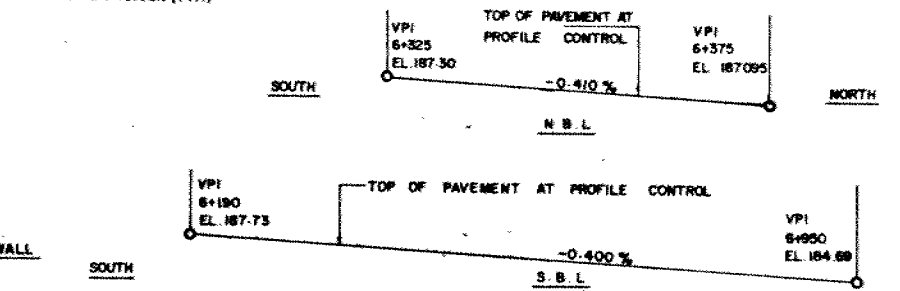 VPI
6+325
EL. 187.30
TOP OF PAVEMENT AT
PROFILE CONTROL
VPI
6+375
EL. 187.095
SOUTH
-0.410 %
NORTH
N.B.L
VPI
6+190
EL. 187.73
TOP OF PAVEMENT AT PROFILE CONTROL
VPI
6+950
EL. 184.69
WALL
SOUTH
-0.400 %
S.B.L